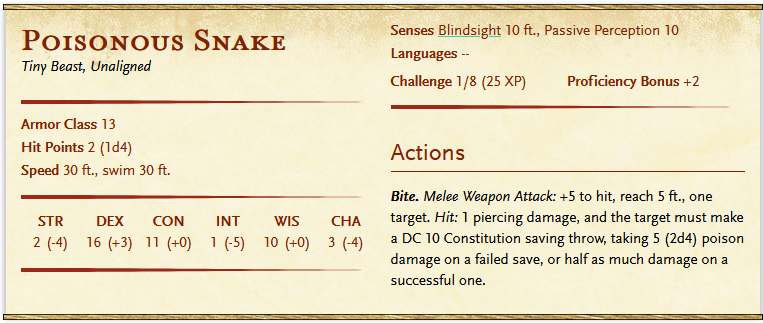 Poisonous Snake
Tiny Beast, Unaligned
Armor Class 13
Hit Points 2 (1d4)
Speed 30 ft., swim 30 ft.
STR DEX CON INT WIS CHA
2 (-4) 16 (+3) 11 (+0) 1 (-5) 10 (+0) 3 (-4)
Senses Blindsight 10 ft., Passive Perception 10
Languages --
Challenge 1/8 (25 XP) Proficiency Bonus +2
Actions
Bite. Melee Weapon Attack: +5 to hit, reach 5 ft., one
target. Hit: 1 piercing damage, and the target must make
a DC 10 Constitution saving throw, taking 5 (2d4) poison
damage on a failed save, or half as much damage on a
successful one.